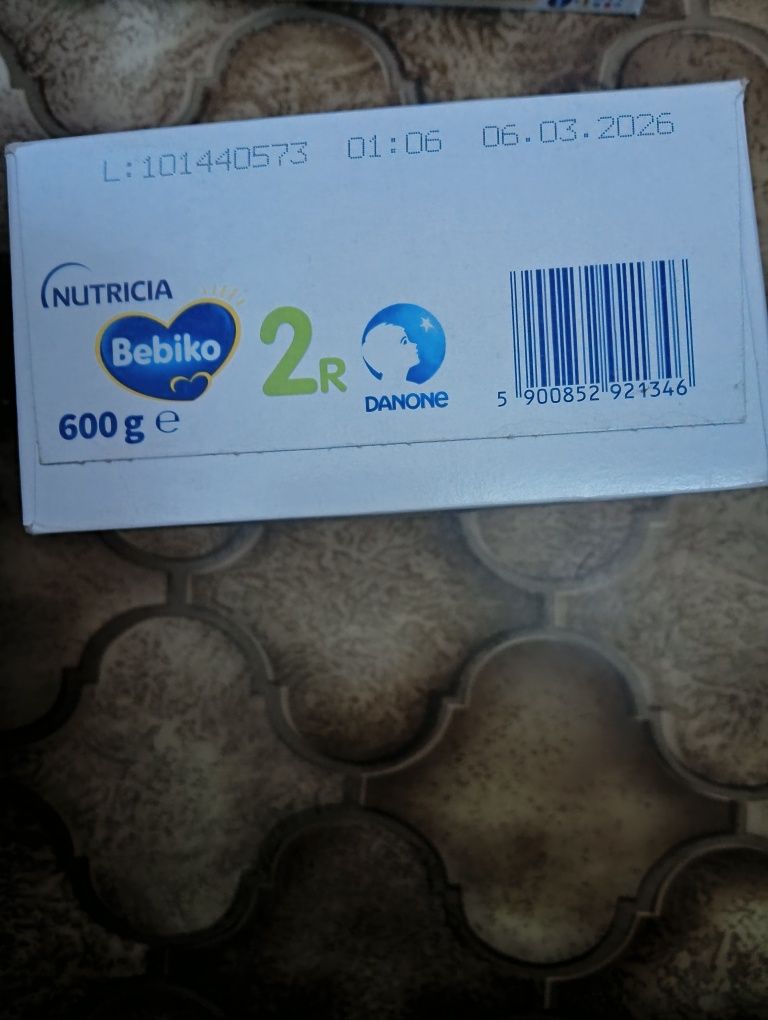 L:101440573 01:06 06.03.2026
NUTRICIA
Bebiko 2R
DANONE
600 g e
5 900852 921346